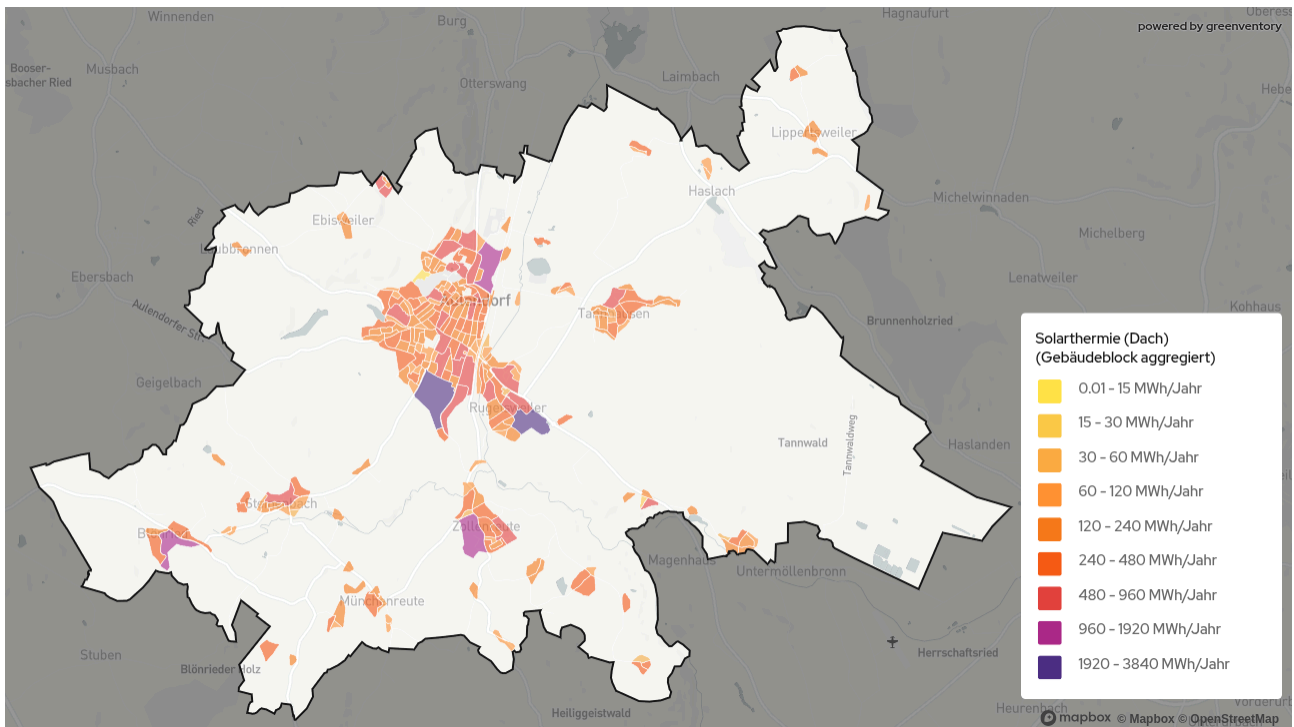 Winnenden
Burg
Hagnaufurt
powered by greenventory
Booser-
sbacher Ried
Musbach
Otterswang
Laimbach
Lippertsweiler
Haslach
Michelwinnaden
Ried
Ebisweiler
Michelberg
Ebersbach
Lenatweiler
Aulendorfer Str.
Kohlhaus
Brunnenholzried
Geigelbach
Tannwald
Tannwaldweg
Haslanden
Steinenbach
Zollenreute
Magenhaus
Untermöllenbronn
Münchenreute
Stuben
Blönrieder Holz
Herrschaftsried
Heiliggeistwald
Heurenbach
Solarthermie (Dach)
(Gebäudeblock aggregiert)
0.01 - 15 MWh/Jahr
15 - 30 MWh/Jahr
30 - 60 MWh/Jahr
60 - 120 MWh/Jahr
120 - 240 MWh/Jahr
240 - 480 MWh/Jahr
480 - 960 MWh/Jahr
960 - 1920 MWh/Jahr
1920 - 3840 MWh/Jahr
mapbox © Mapbox © OpenStreetMap